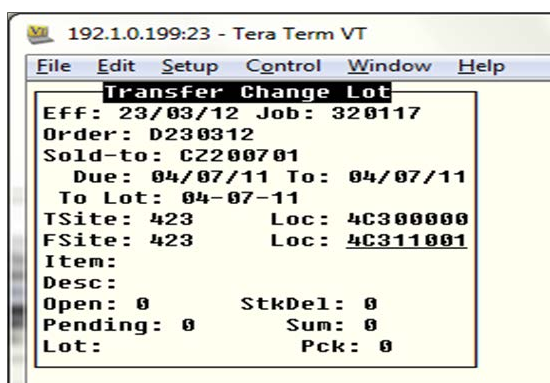 192.1.0.199:23 - Tera Term VT
File Edit Setup Control Window Help
Transfer Change Lot
Eff: 23/03/12 Job: 320117
Order: D230312
Sold-to: CZ200701
Due: 04/07/11 To: 04/07/11
To Lot: 04-07-11
TSite: 423 Loc: 4C300000
FSite: 423 Loc: 4C311001
Item:
Desc:
Open: 0 StkDel: 0
Pending: 0 Sum: 0
Lot: Pck: 0